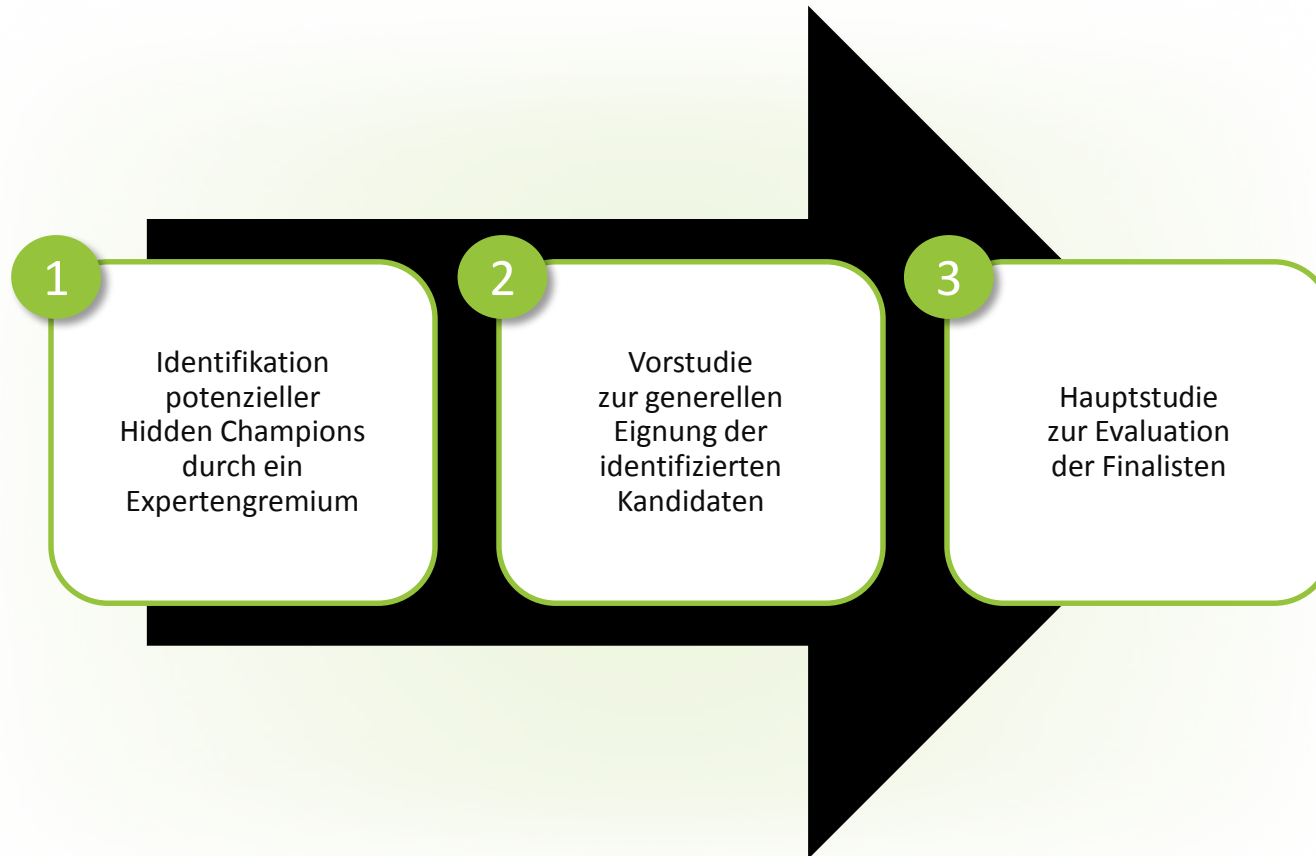 1
Identifikation
potenzieller
Hidden Champions
durch ein
Expertengremium
2
Vorstudie
zur generellen
Eignung der
identifizierten
Kandidaten
3
Hauptstudie
zur Evaluation
der Finalisten